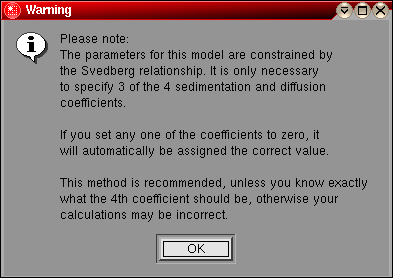 Warning
Please note:
The parameters for this model are constrained by
the Svedberg relationship. It is only necessary
to specify 3 of the 4 sedimentation and diffusion
coefficients.
If you set any one of the coefficients to zero, it
will automatically be assigned the correct value.
This method is recommended, unless you know exactly
what the 4th coefficient should be, otherwise your
calculations may be incorrect.
OK